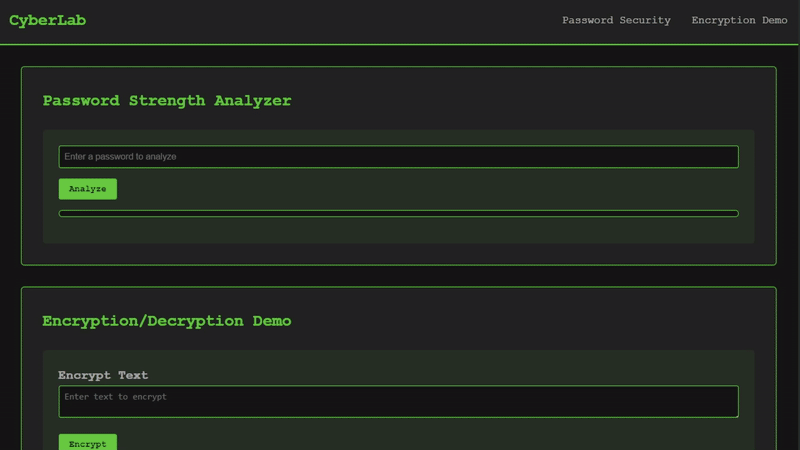 CyberLab
Password Security Encryption Demo
Password Strength Analyzer
Enter a password to analyze
Analyze
Encryption/Decryption Demo
Encrypt Text
Enter text to encrypt
Encrypt